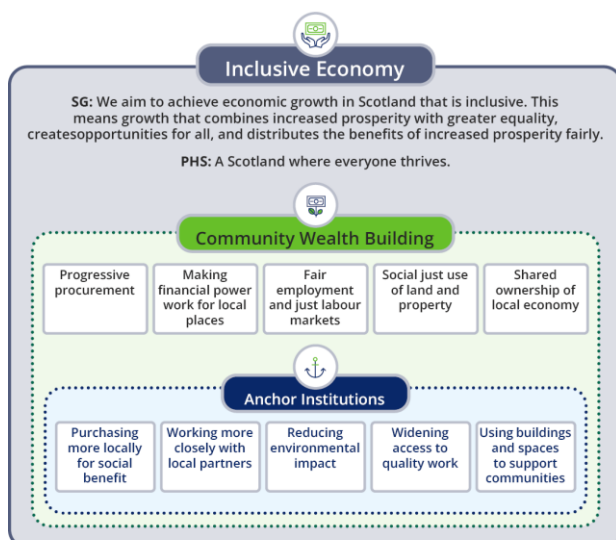 Inclusive Economy
SG: We aim to achieve economic growth in Scotland that is inclusive. This
means growth that combines increased prosperity with greater equality,
createsopportunities for all, and distributes the benefits of increased prosperity fairly.
PHS: A Scotland where everyone thrives.
Community Wealth Building
Progressive
procurement
Making
financial power
work for local
places
Fair
employment
and just labour
markets
Social just use
of land and
property
Shared
ownership of
local economy
Anchor Institutions
Purchasing
more locally
for social
benefit
Working more
closely with
local partners
Reducing
environmental
impact
Widening
access to
quality work
Using buildings
and spaces
to support
communities